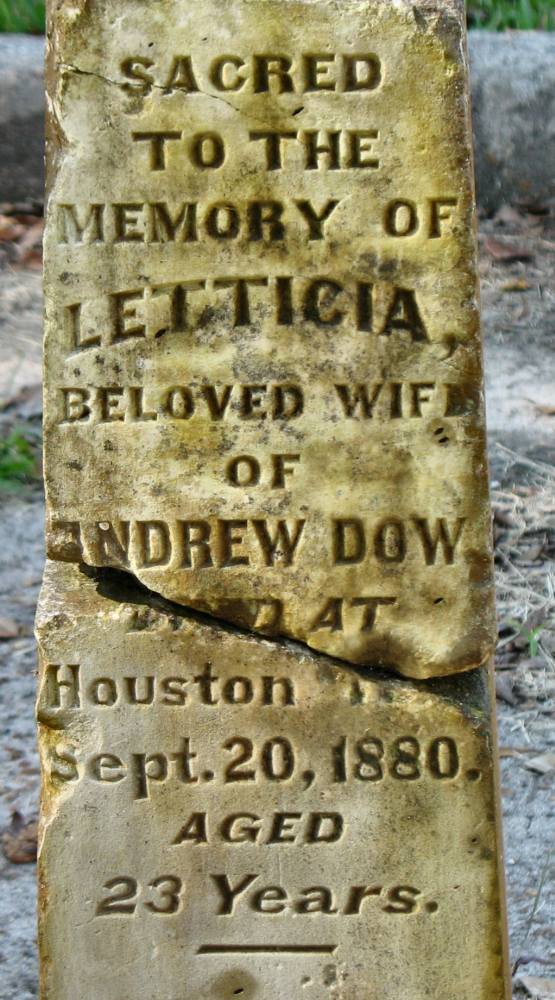 SACRED
TO THE
MEMORY OF
LETTICIA,
BELOVED WIFE
OF
ANDREW DOW
DIED AT
Houston
Sept. 20, 1880.
AGED
23 Years.